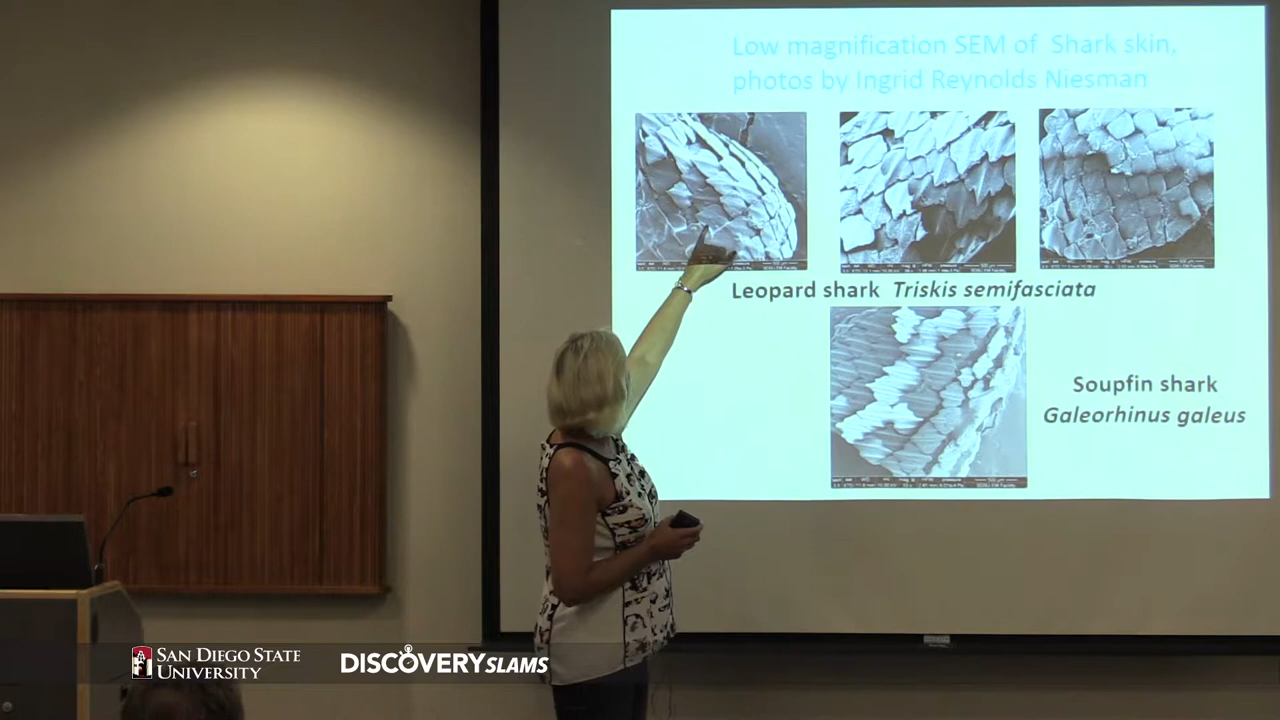 Low magnification SEM of Shark skin,
photos by Ingrid Reynolds Niesman
Leopard shark Triskis semifasciata
Soupfin shark
Galeorhinus galeus
SAN DIEGO STATE
UNIVERSITY
DISCOVERY SLAMS